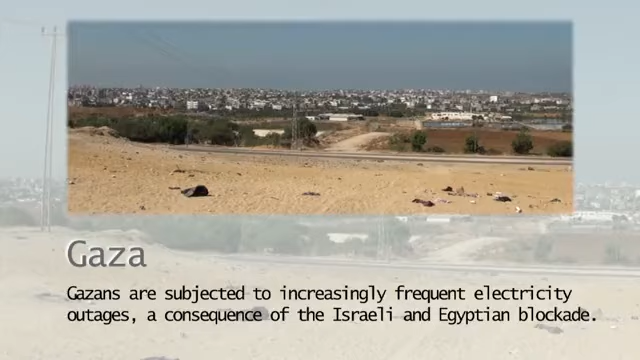 Gaza
Gazans are subjected to increasingly frequent electricity
outages, a consequence of the Israeli and Egyptian blockade.